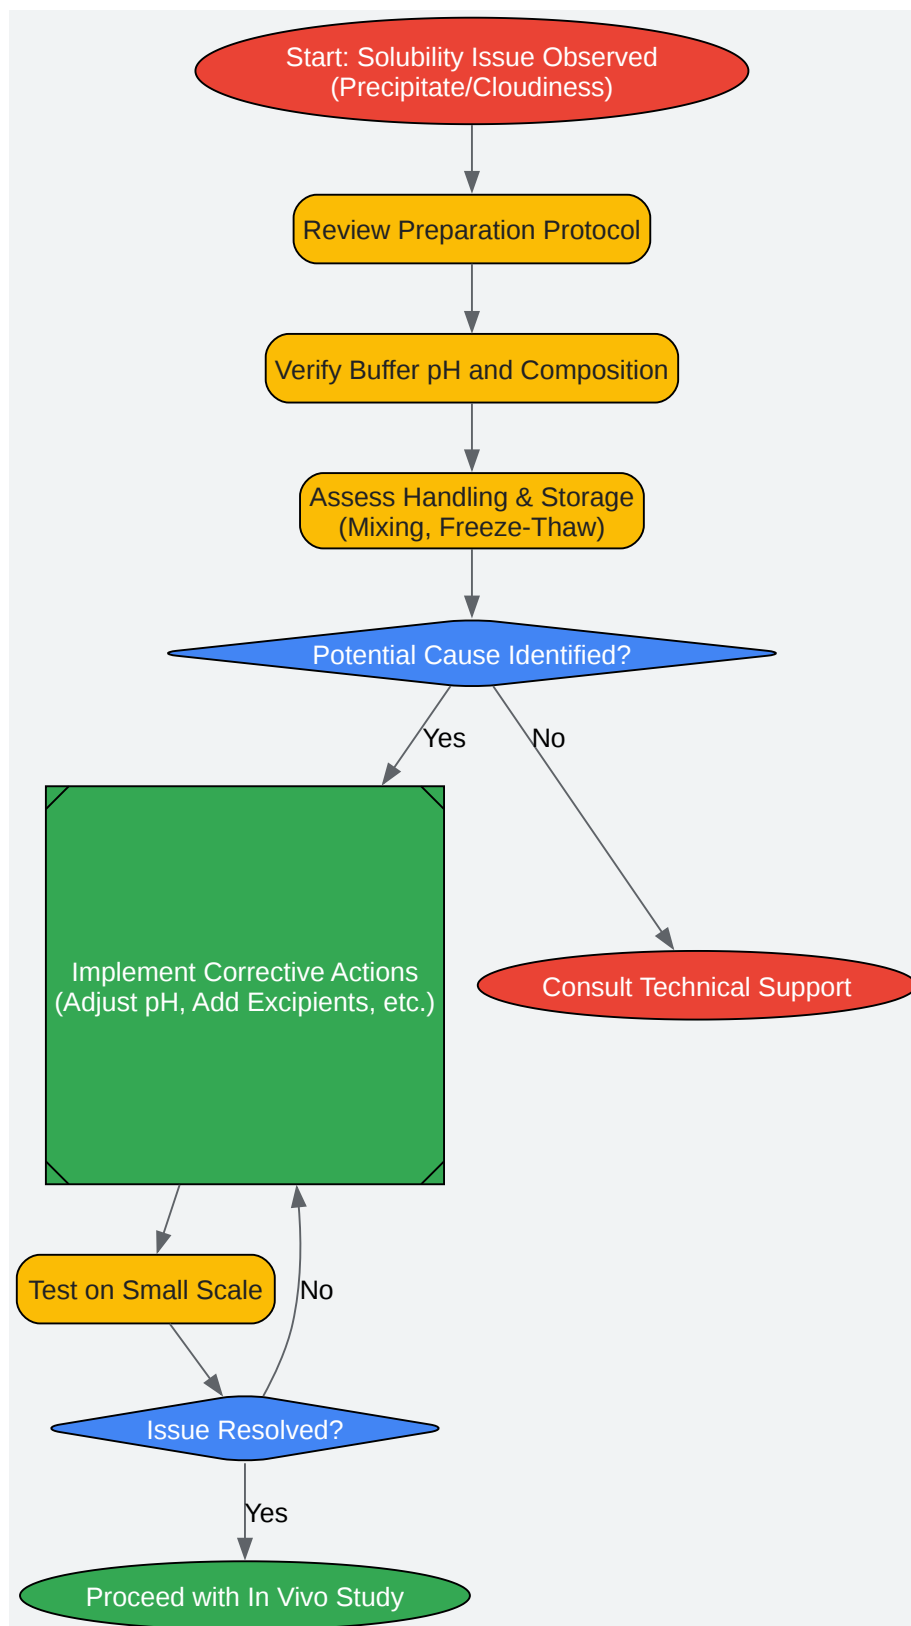 Start: Solubility Issue Observed
(Precipitate/Cloudiness)
Review Preparation Protocol
Verify Buffer pH and Composition
Assess Handling & Storage
(Mixing, Freeze-Thaw)
Potential Cause Identified?
Yes
No
Implement Corrective Actions
(Adjust pH, Add Excipients, etc.)
Consult Technical Support
Test on Small Scale
No
Issue Resolved?
Yes
Proceed with In Vivo Study